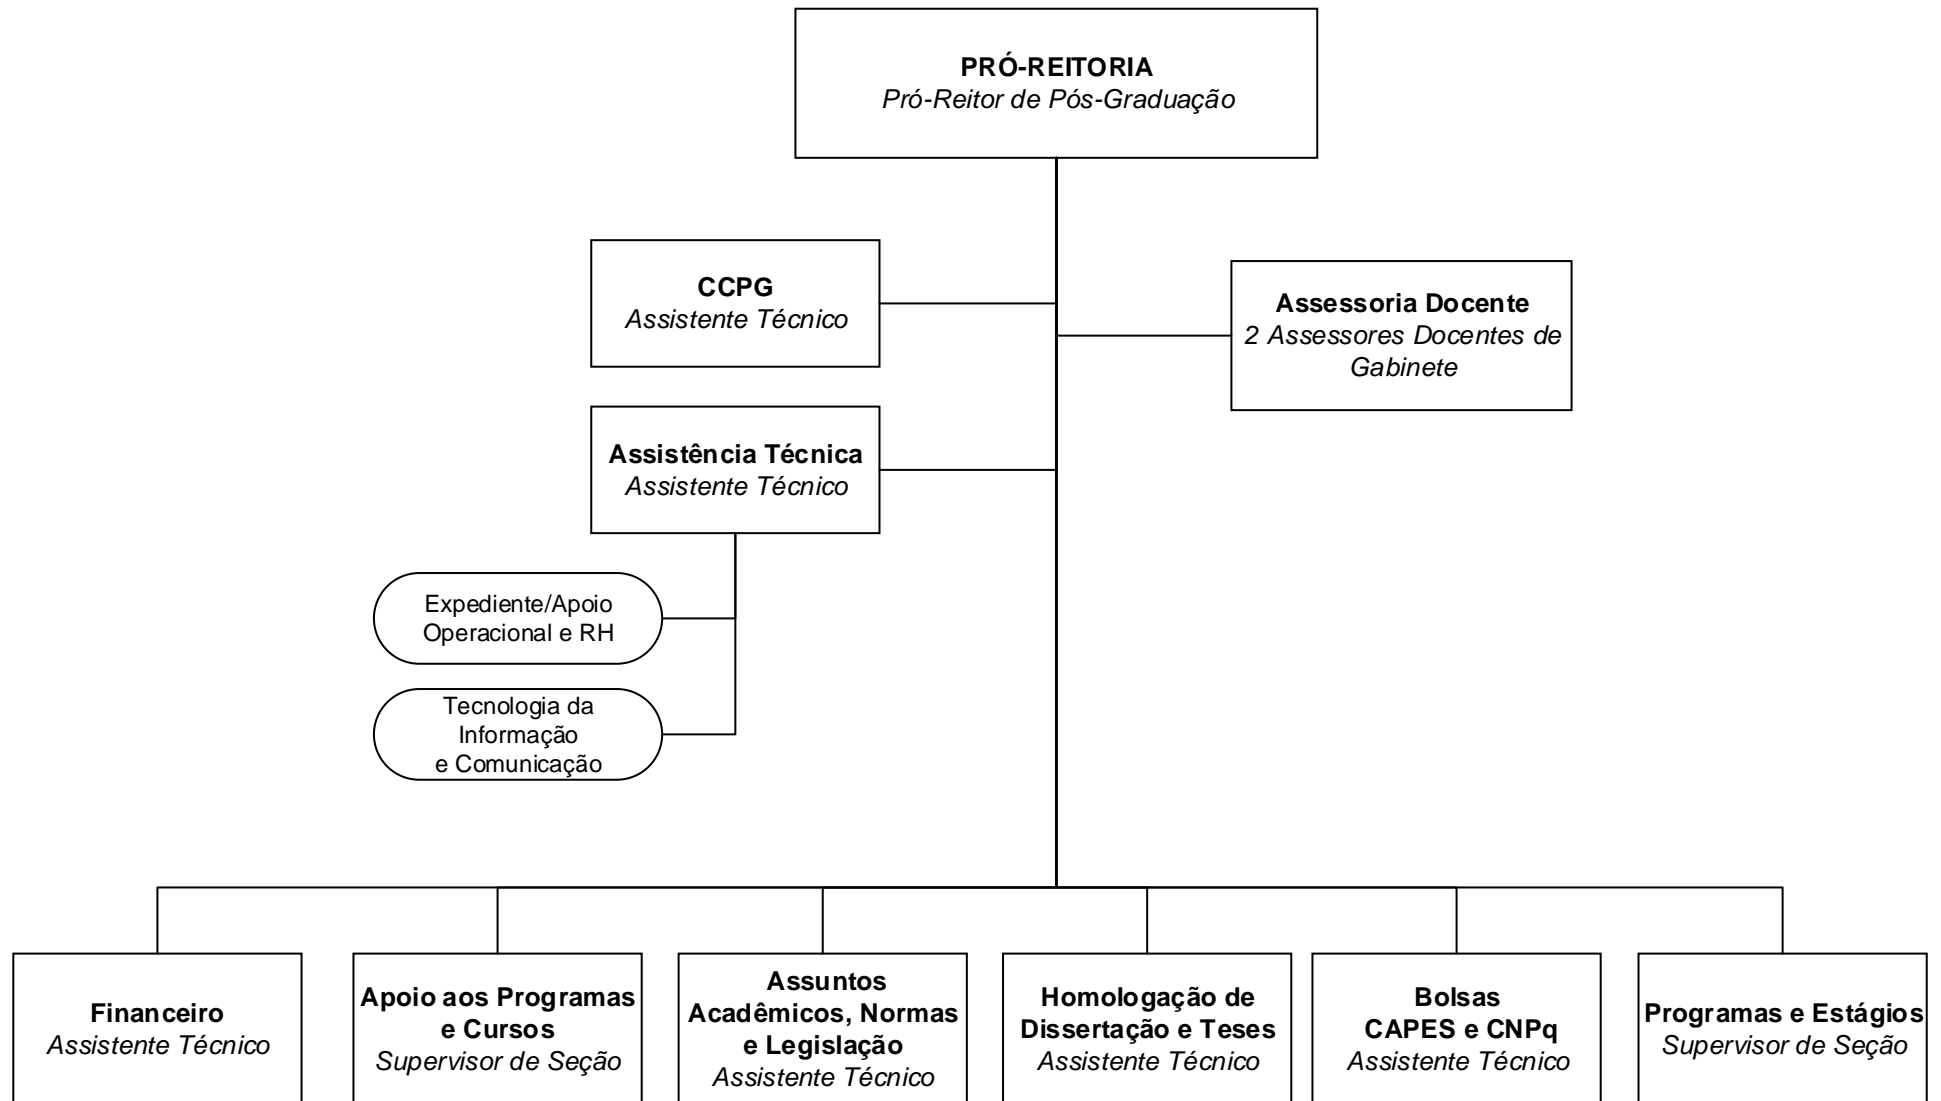 PRÓ-REITORIA
Pró-Reitor de Pós-Graduação
CCPG
Assistente Técnico
Assessoria Docente
2 Assessores Docentes de
Gabinete
Assistência Técnica
Assistente Técnico
Expediente/Apoio
Operacional e RH
Tecnologia da
Informação
e Comunicação
Financeiro
Assistente Técnico
Apoio aos Programas
e Cursos
Supervisor de Seção
Assuntos
Acadêmicos, Normas
e Legislação
Assistente Técnico
Homologação de
Dissertação e Teses
Assistente Técnico
Bolsas
CAPES e CNPq
Assistente Técnico
Programas e Estágios
Supervisor de Seção